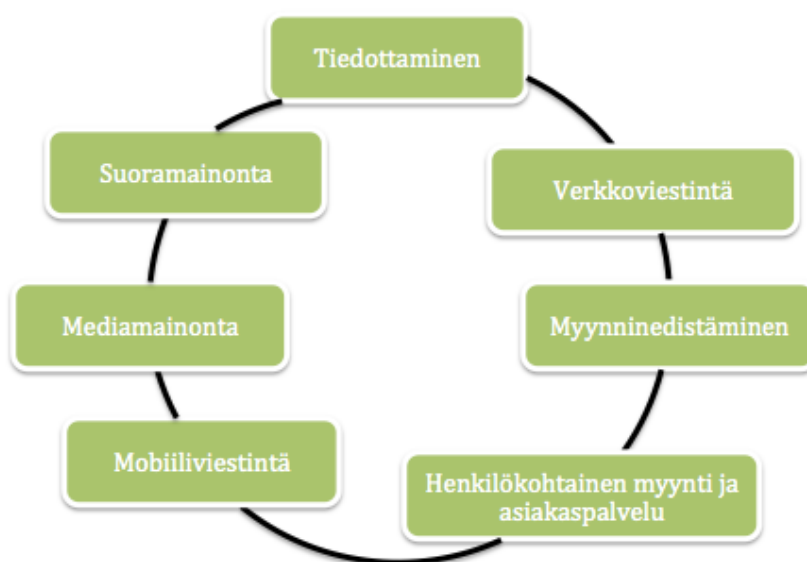 Tiedottaminen
Suoramainonta
Verkkoviestintä
Mediamainonta
Myynninedistäminen
Mobiiliviestintä
Henkilökohtainen myynti ja
asiakaspalvelu